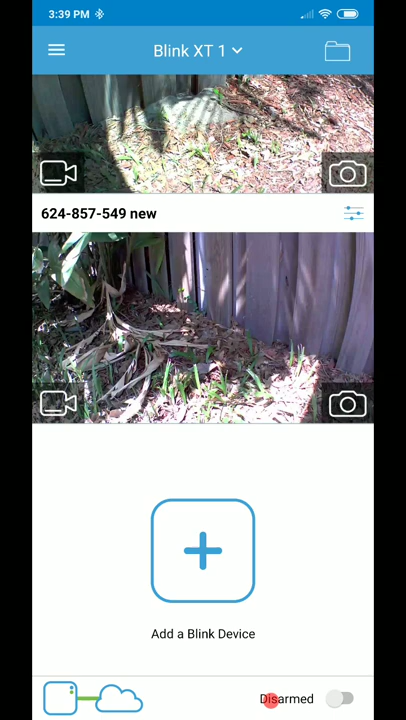 3:39 PM
Blink XT 1
624-857-549 new
Add a Blink Device
Disarmed